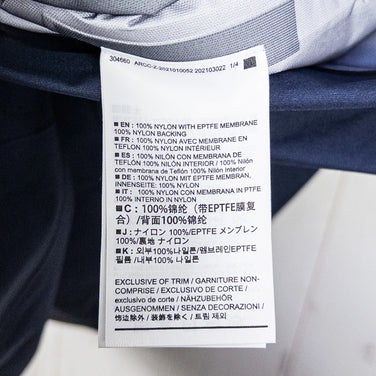 304660 ARCC-Z-2021010052 202103022 1/4
■ EN : 100% NYLON WITH EPTFE MEMBRANE
100% NYLON BACKING
■ FR : 100% NYLON AVEC MEMBRANE EN
TEFLON 100% NYLON INTÉRIEUR
■ ES : 100% NILÓN CON MEMBRANA DE
TEFLÓN 100% NILÓN INTERIOR / 100% Nilón
con membrana de Teflón 100% Nilón interior
■ DE : 100% NYLON MIT EPTFE MEMBRAN,
INNENSEITE: 100% NYLON
■ IT : 100% NYLON CON MEMBRANA IN PTFE
100% INTERNO IN NYLON
■ C : 100%锦纶（带EPTFE膜复
合）/背面100%锦纶
■ J : ナイロン 100%/EPTFE メンブレン
100%/裏地 ナイロン
■ K : 외부100%나일론/멤브레인EPTFE
필름 /내부100% 나일론
EXCLUSIVE OF TRIM / GARNITURE NON-
COMPRISE / EXCLUSIVO DE CORTE /
exclusivo de corte / NÄHZUBEHÖR
AUSGENOMMEN / SENZA DECORAZIONI /
饰边除外 / 装飾を除く / 트림 제외